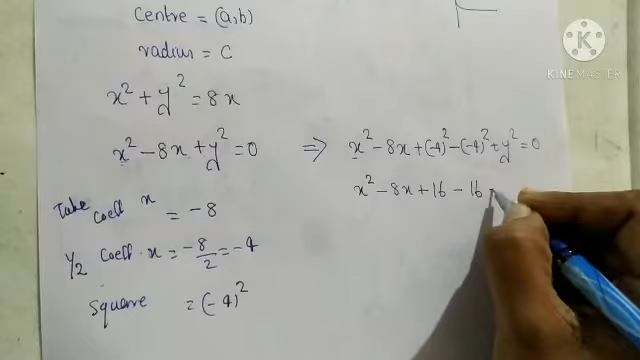 centre = (a,b)
radius = c
x² + y² = 8x
x² - 8x + y² = 0
Take coeff x = -8
1/2 coeff. x = -8/2 = -4
square = (-4)²
⇒ x² - 8x + (-4)² - (-4)² + y² = 0
x² - 8x + 16 - 16
KINEMASTER